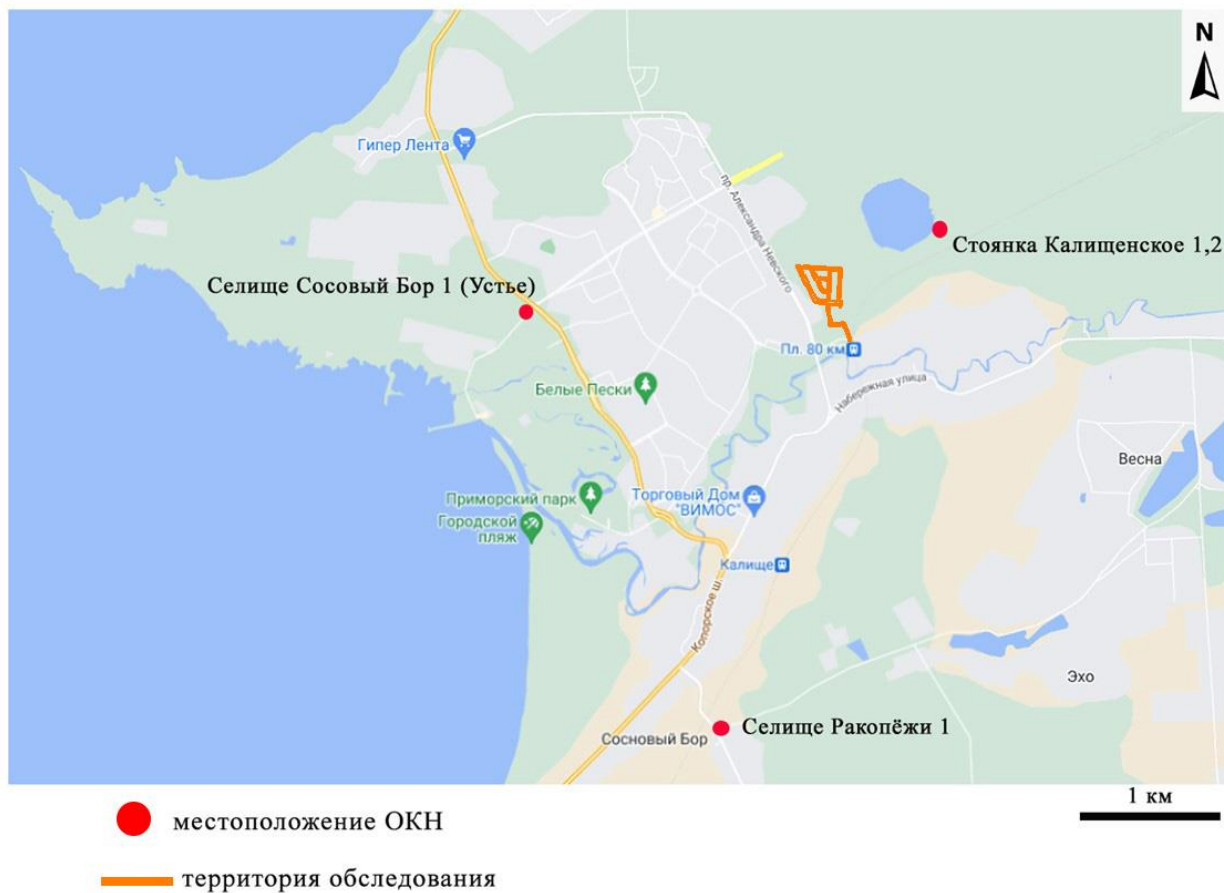 N
Гипер Лента
пр. Александра Невского
Стоянка Калищенское 1,2
Селище Сосовый Бор 1 (Устье)
Пл. 80 км
Набережная улица
Белые Пески
Весна
Торговый Дом
"ВИМОС"
Приморский парк
Городской
пляж
Калище
Копорское ш.
Эхо
Селище Ракопёжи 1
Сосновый Бор
1 км
местоположение ОКН
территория обследования